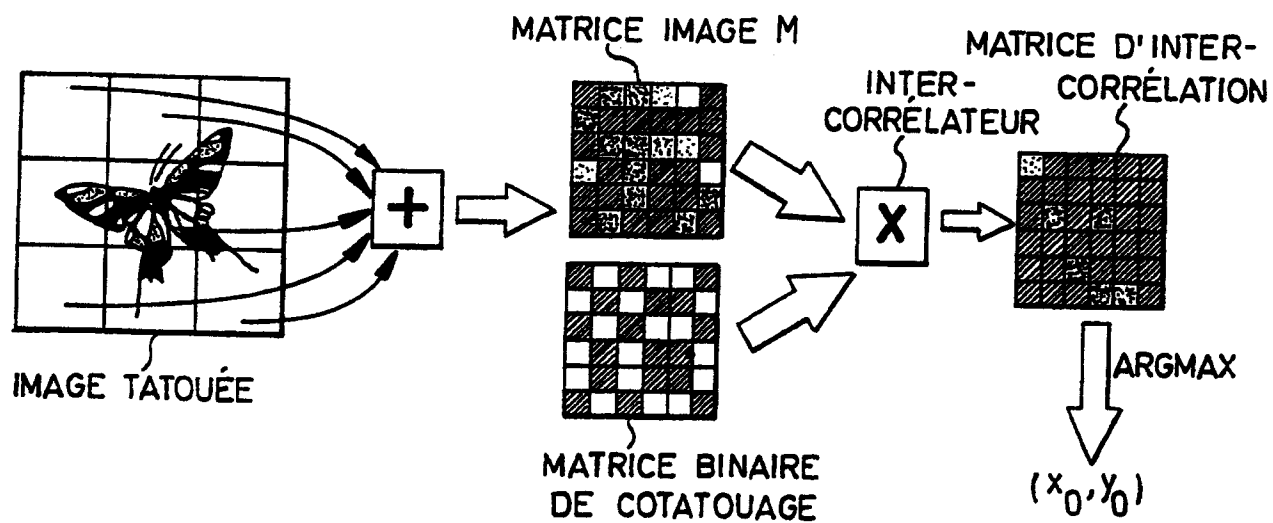 MATRICE IMAGE M
MATRICE D'INTER-
CORRÉLATION
INTER-
CORRÉLATEUR
+
X
IMAGE TATOUÉE
ARGMAX
MATRICE BINAIRE
DE COTATOUAGE
(x0,y0)